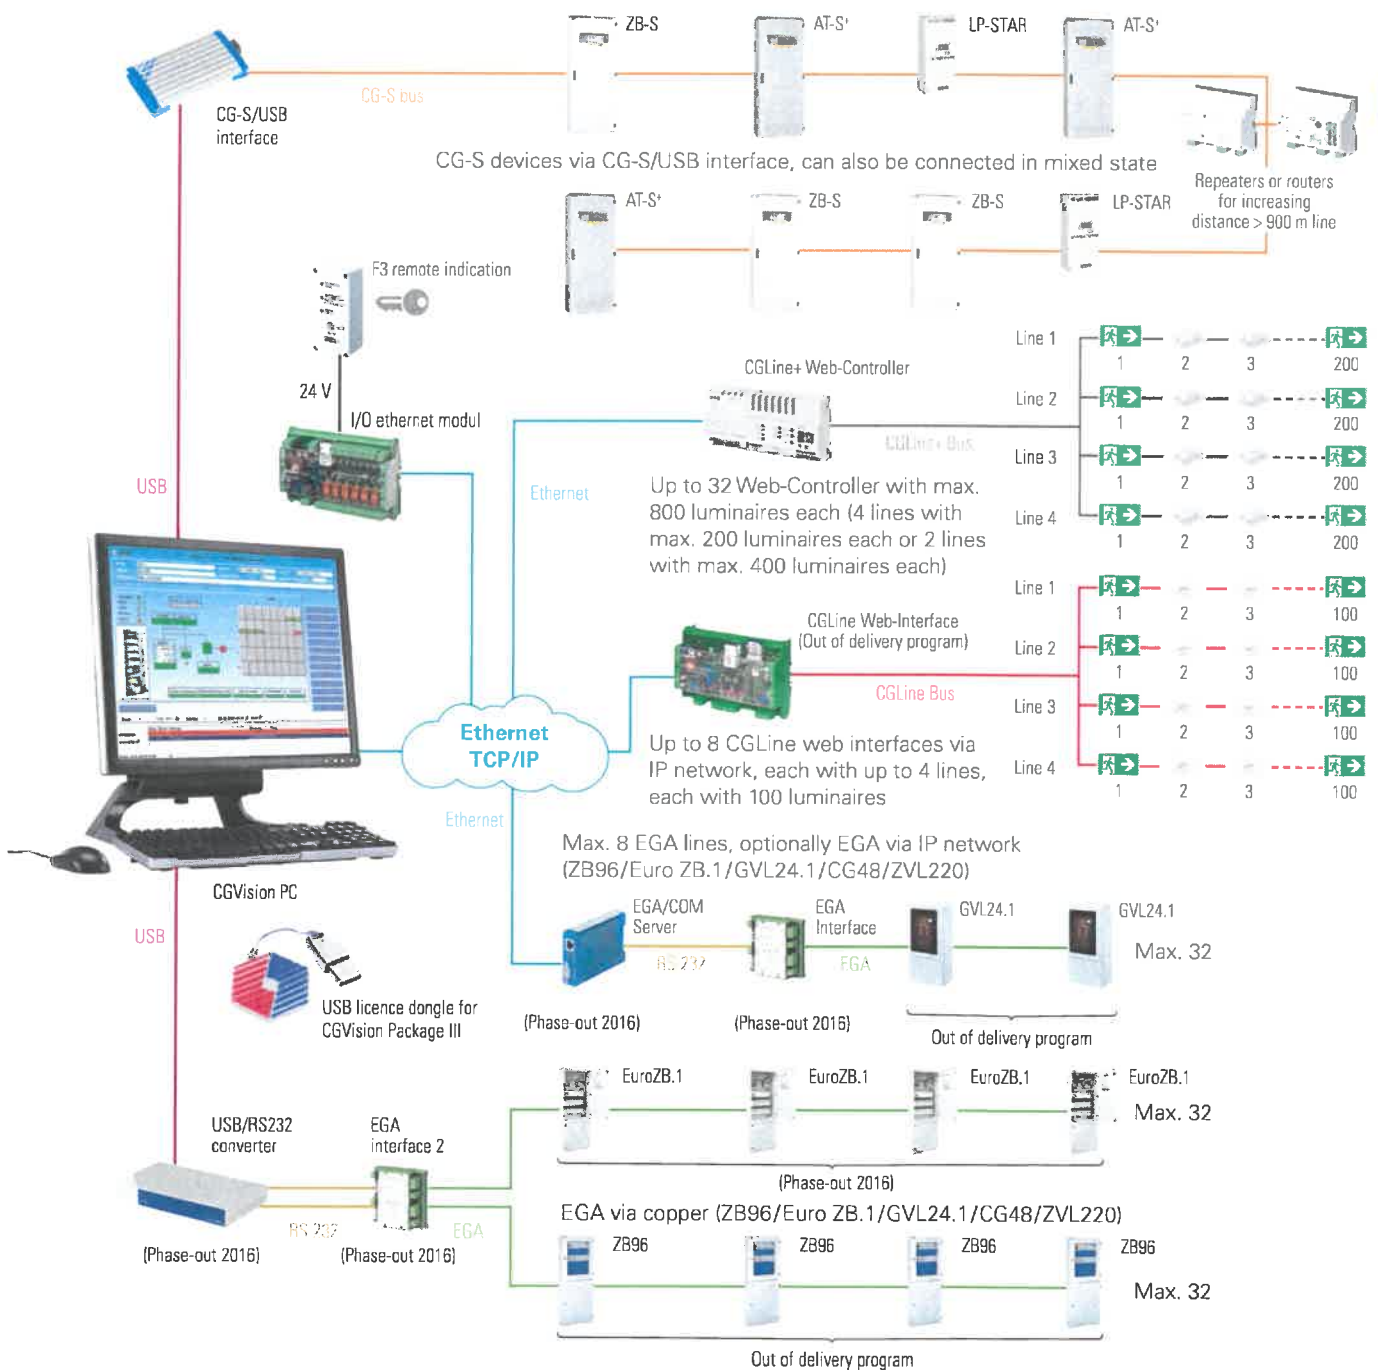 ZB-S
AT-S+
LP-STAR
AT-S+
CG-S bus
CG-S/USB
interface
CG-S devices via CG-S/USB interface, can also be connected in mixed state
Repeaters or routers
for increasing
distance > 900 m line
AT-S+
ZB-S
ZB-S
LP-STAR
F3 remote indication
24 V
I/O ethernet modul
USB
Ethernet
CGLine+ Web-Controller
CGLine+ Bus
Line 1
1 2 3 200
Line 2
1 2 3 200
Line 3
1 2 3 200
Line 4
1 2 3 200
Up to 32 Web-Controller with max.
800 luminaires each (4 lines with
max. 200 luminaires each or 2 lines
with max. 400 luminaires each)
CGLine Web-Interface
(Out of delivery program)
CGLine Bus
Line 1
1 2 3 100
Line 2
1 2 3 100
Line 3
1 2 3 100
Line 4
1 2 3 100
Ethernet
TCP/IP
Up to 8 CGLine web interfaces via
IP network, each with up to 4 lines,
each with 100 luminaires
Ethernet
CGVision PC
Max. 8 EGA lines, optionally EGA via IP network
(ZB96/Euro ZB.1/GVL24.1/CG48/ZVL220)
EGA/COM
Server
RS 232
EGA
Interface
EGA
GVL24.1
GVL24.1
Max. 32
(Phase-out 2016)
(Phase-out 2016)
Out of delivery program
USB
USB licence dongle for
CGVision Package III
EuroZB.1
EuroZB.1
EuroZB.1
EuroZB.1
Max. 32
(Phase-out 2016)
USB/RS232
converter
EGA
interface 2
RS 232
EGA
(Phase-out 2016)
(Phase-out 2016)
EGA via copper (ZB96/Euro ZB.1/GVL24.1/CG48/ZVL220)
ZB96
ZB96
ZB96
ZB96
Max. 32
Out of delivery program